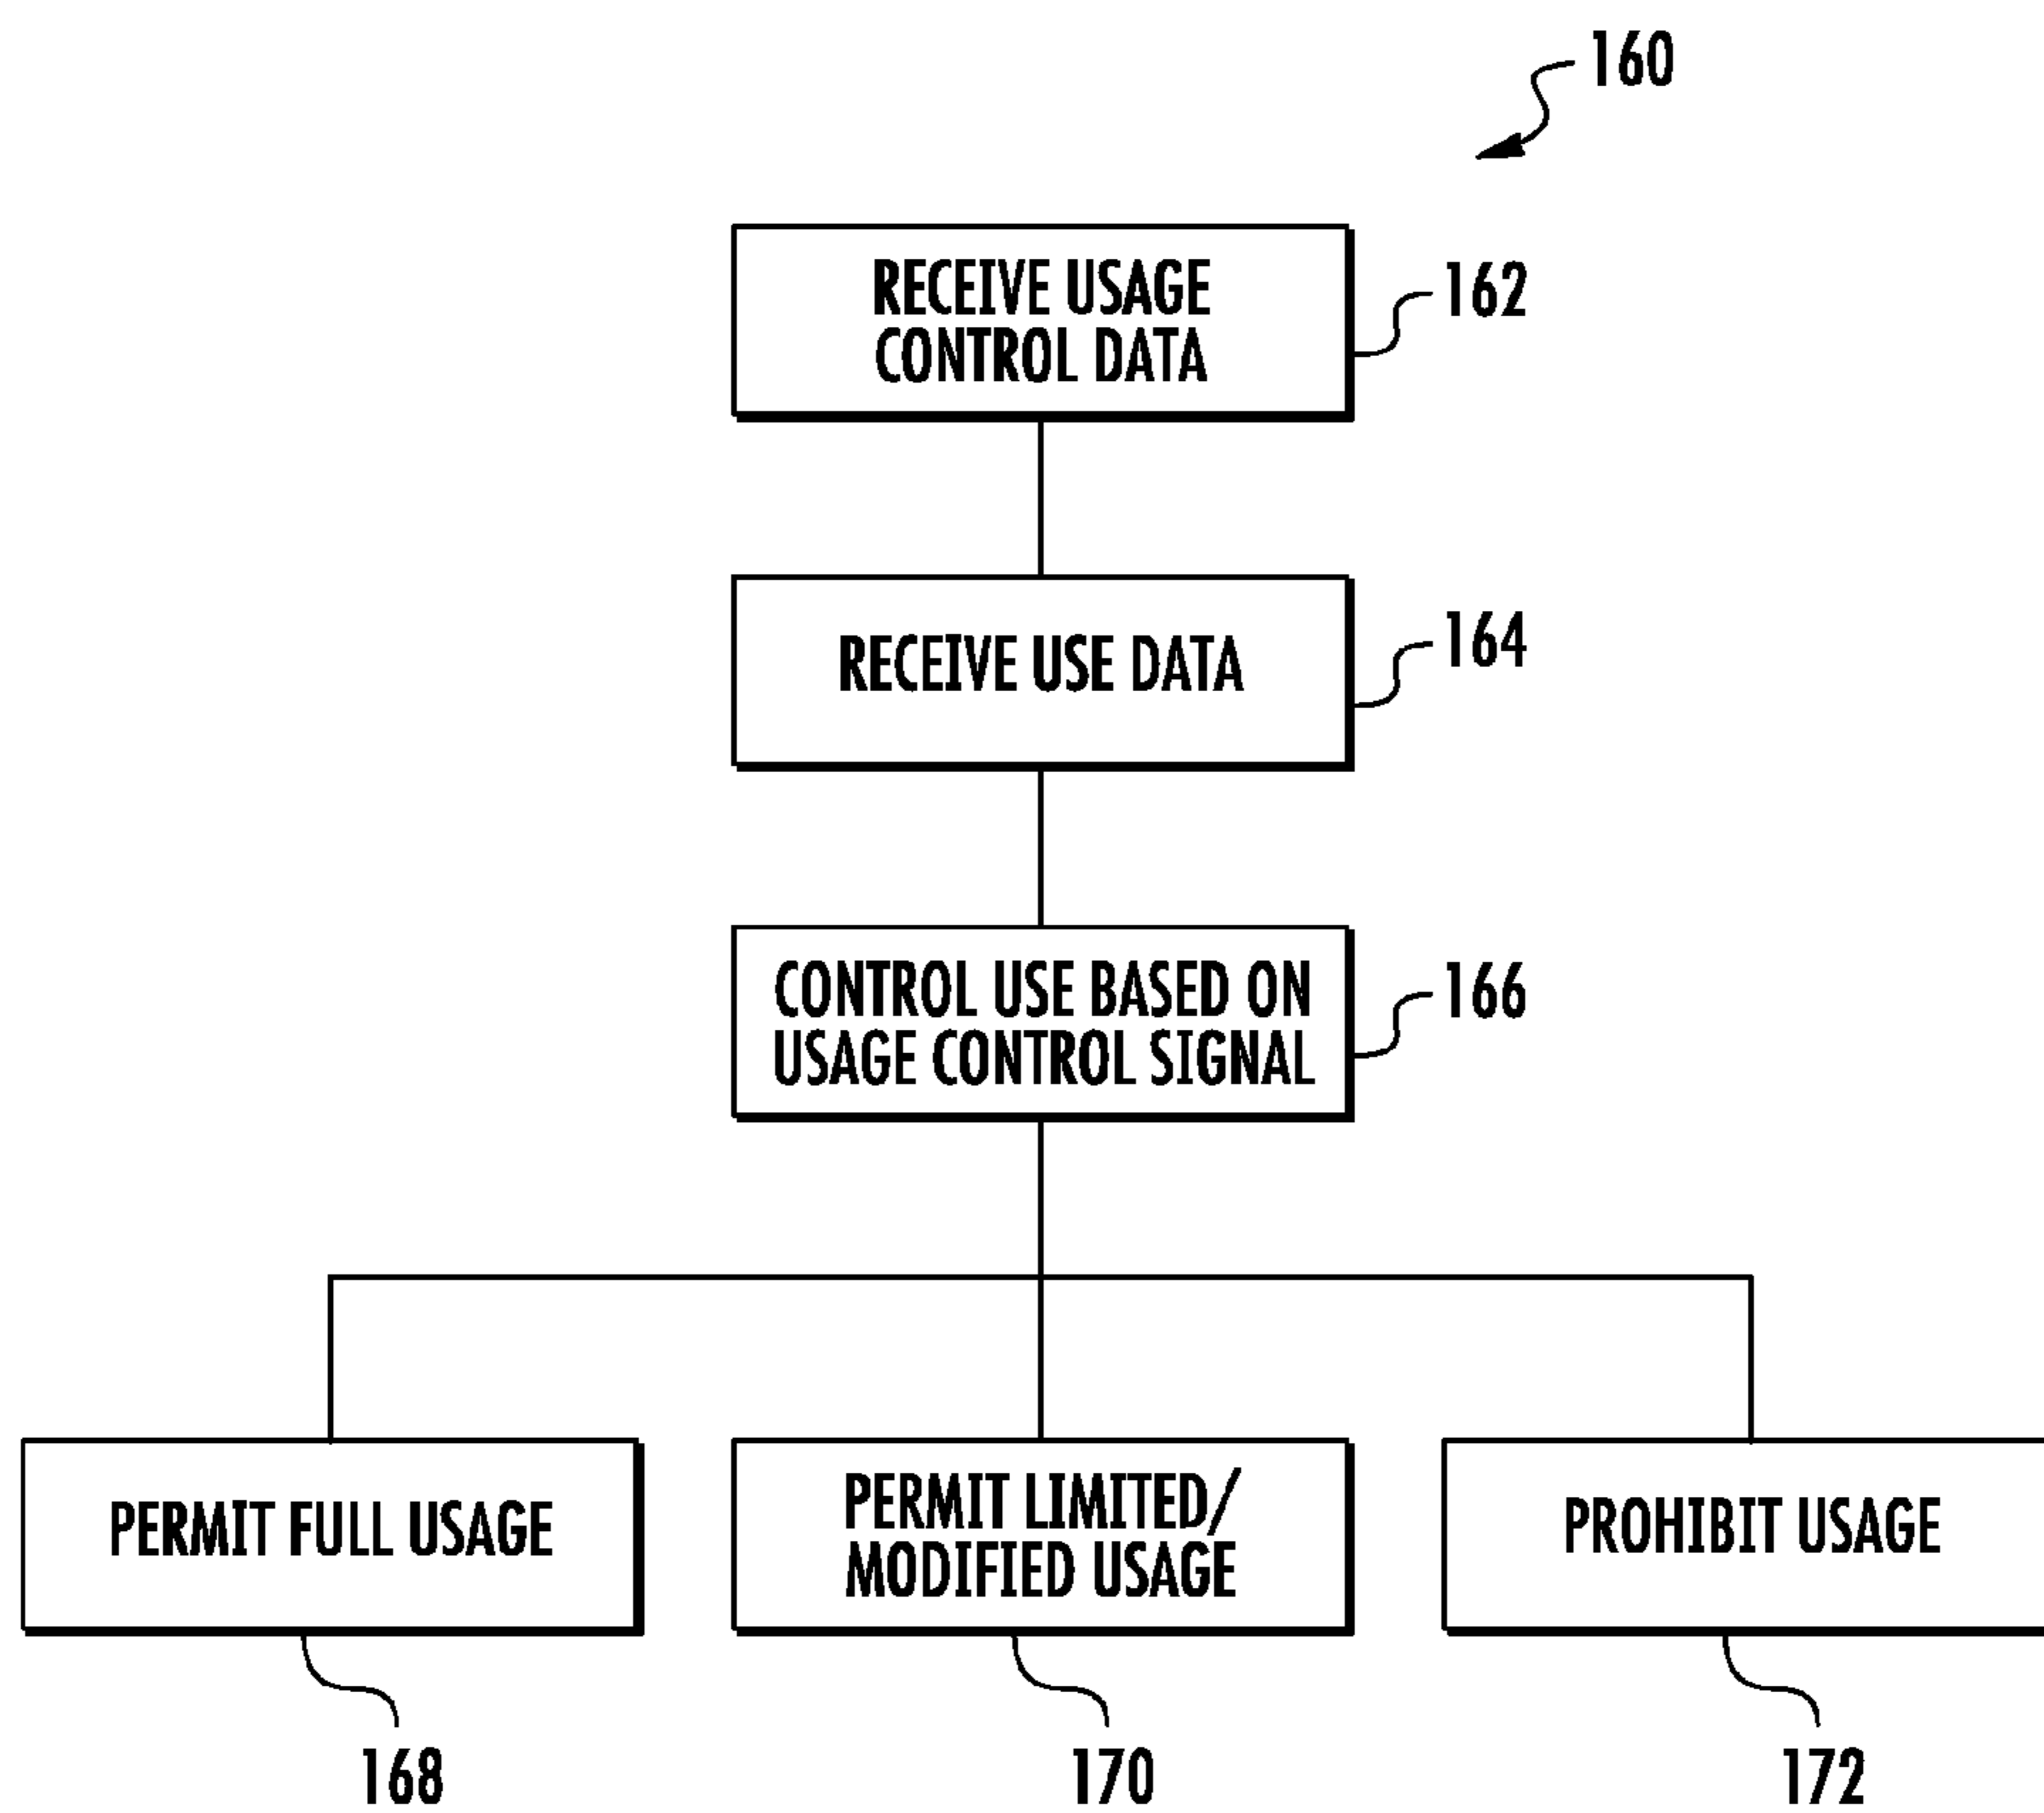 160
RECEIVE USAGE
CONTROL DATA
162
RECEIVE USE DATA
164
CONTROL USE BASED ON
USAGE CONTROL SIGNAL
166
PERMIT FULL USAGE
PERMIT LIMITED/
MODIFIED USAGE
PROHIBIT USAGE
168
170
172